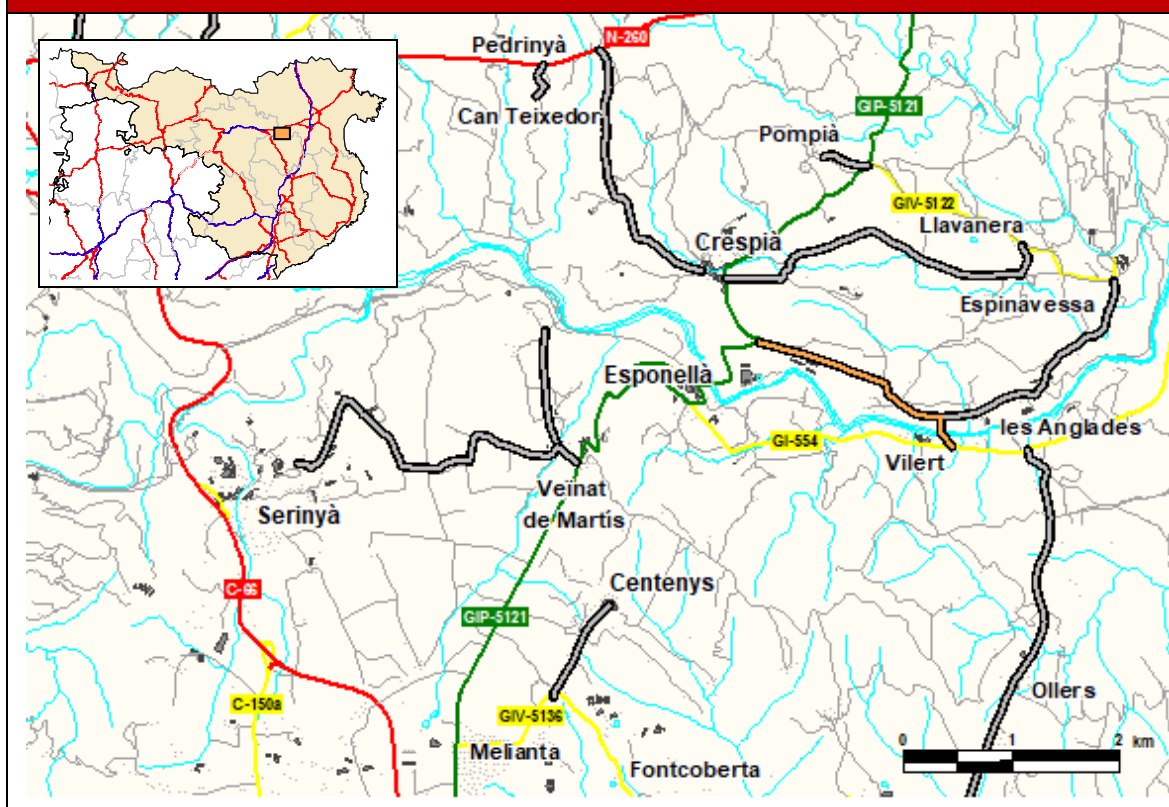 N-260
Pedrinyà
GIP-5121
Can Teixedor
Pompià
GIV-5122
Llavanera
Crespià
Espinavessa
Esponellà
les Anglades
GI-554
Vilert
Veïnat
de Martís
Serinyà
Centenys
C-66
GIP-5121
Ollers
C-150a
GIV-5136
Melianta
Fontcoberta
0 1 2 km